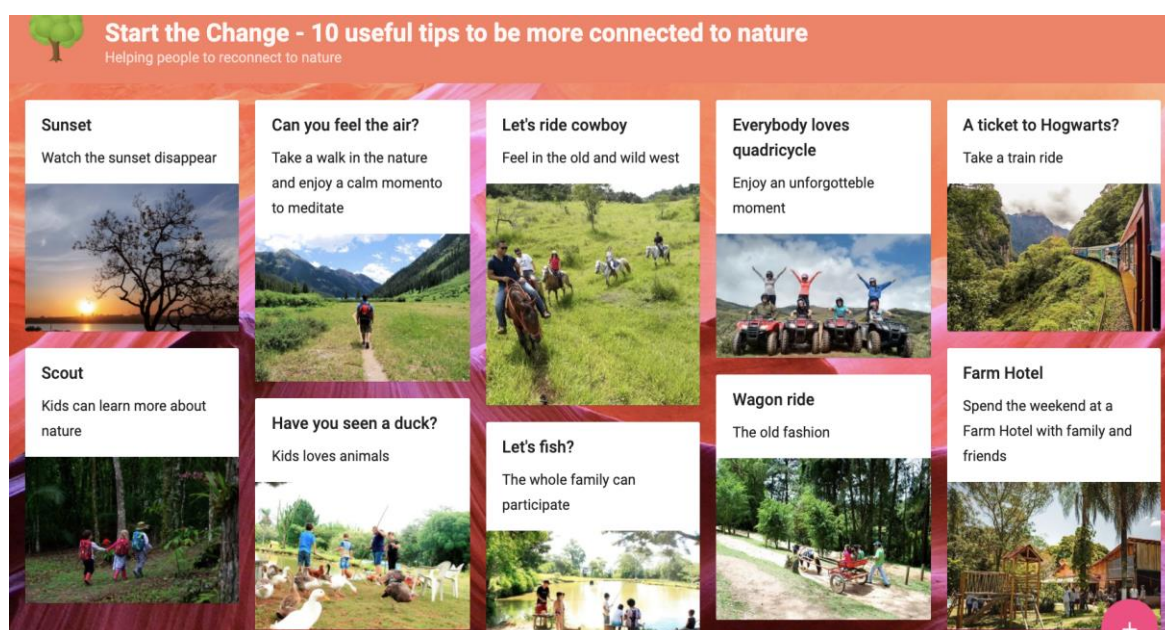 Start the Change - 10 useful tips to be more connected to nature
Helping people to reconnect to nature
Sunset
Watch the sunset disappear
Can you feel the air?
Take a walk in the nature
and enjoy a calm momento
to meditate
Let's ride cowboy
Feel in the old and wild west
Everybody loves
quadricycle
Enjoy an unforgotteble
moment
A ticket to Hogwarts?
Take a train ride
Scout
Kids can learn more about
nature
Have you seen a duck?
Kids loves animals
Let's fish?
The whole family can
participate
Wagon ride
The old fashion
Farm Hotel
Spend the weekend at a
Farm Hotel with family and
friends